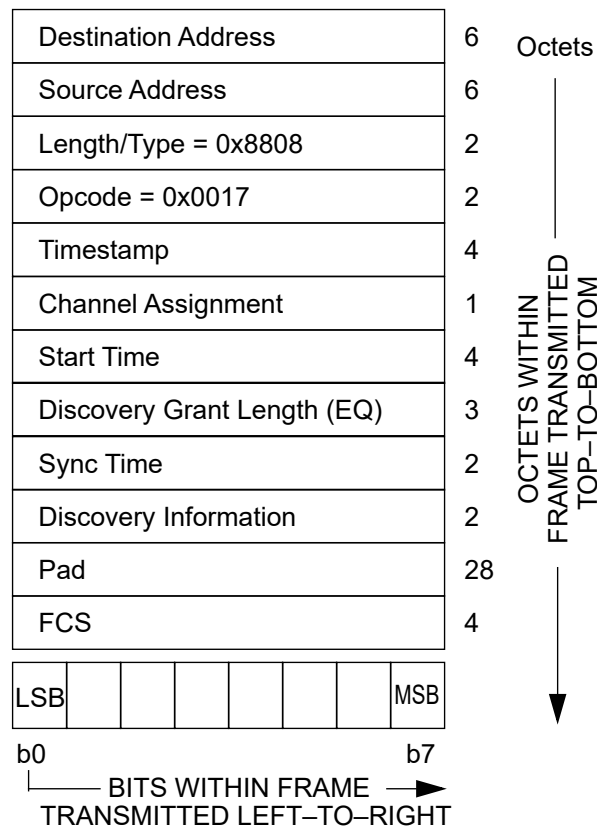 Octets
Destination Address 6
Source Address 6
Length/Type = 0x8808 2
Opcode = 0x0017 2
Timestamp 4
Channel Assignment 1
Start Time 4
Discovery Grant Length (EQ) 3
Sync Time 2
Discovery Information 2
Pad 28
FCS 4
OCTETS WITHIN
FRAME TRANSMITTED
TOP–TO–BOTTOM
LSB MSB
b0 b7
BITS WITHIN FRAME
TRANSMITTED LEFT–TO–RIGHT